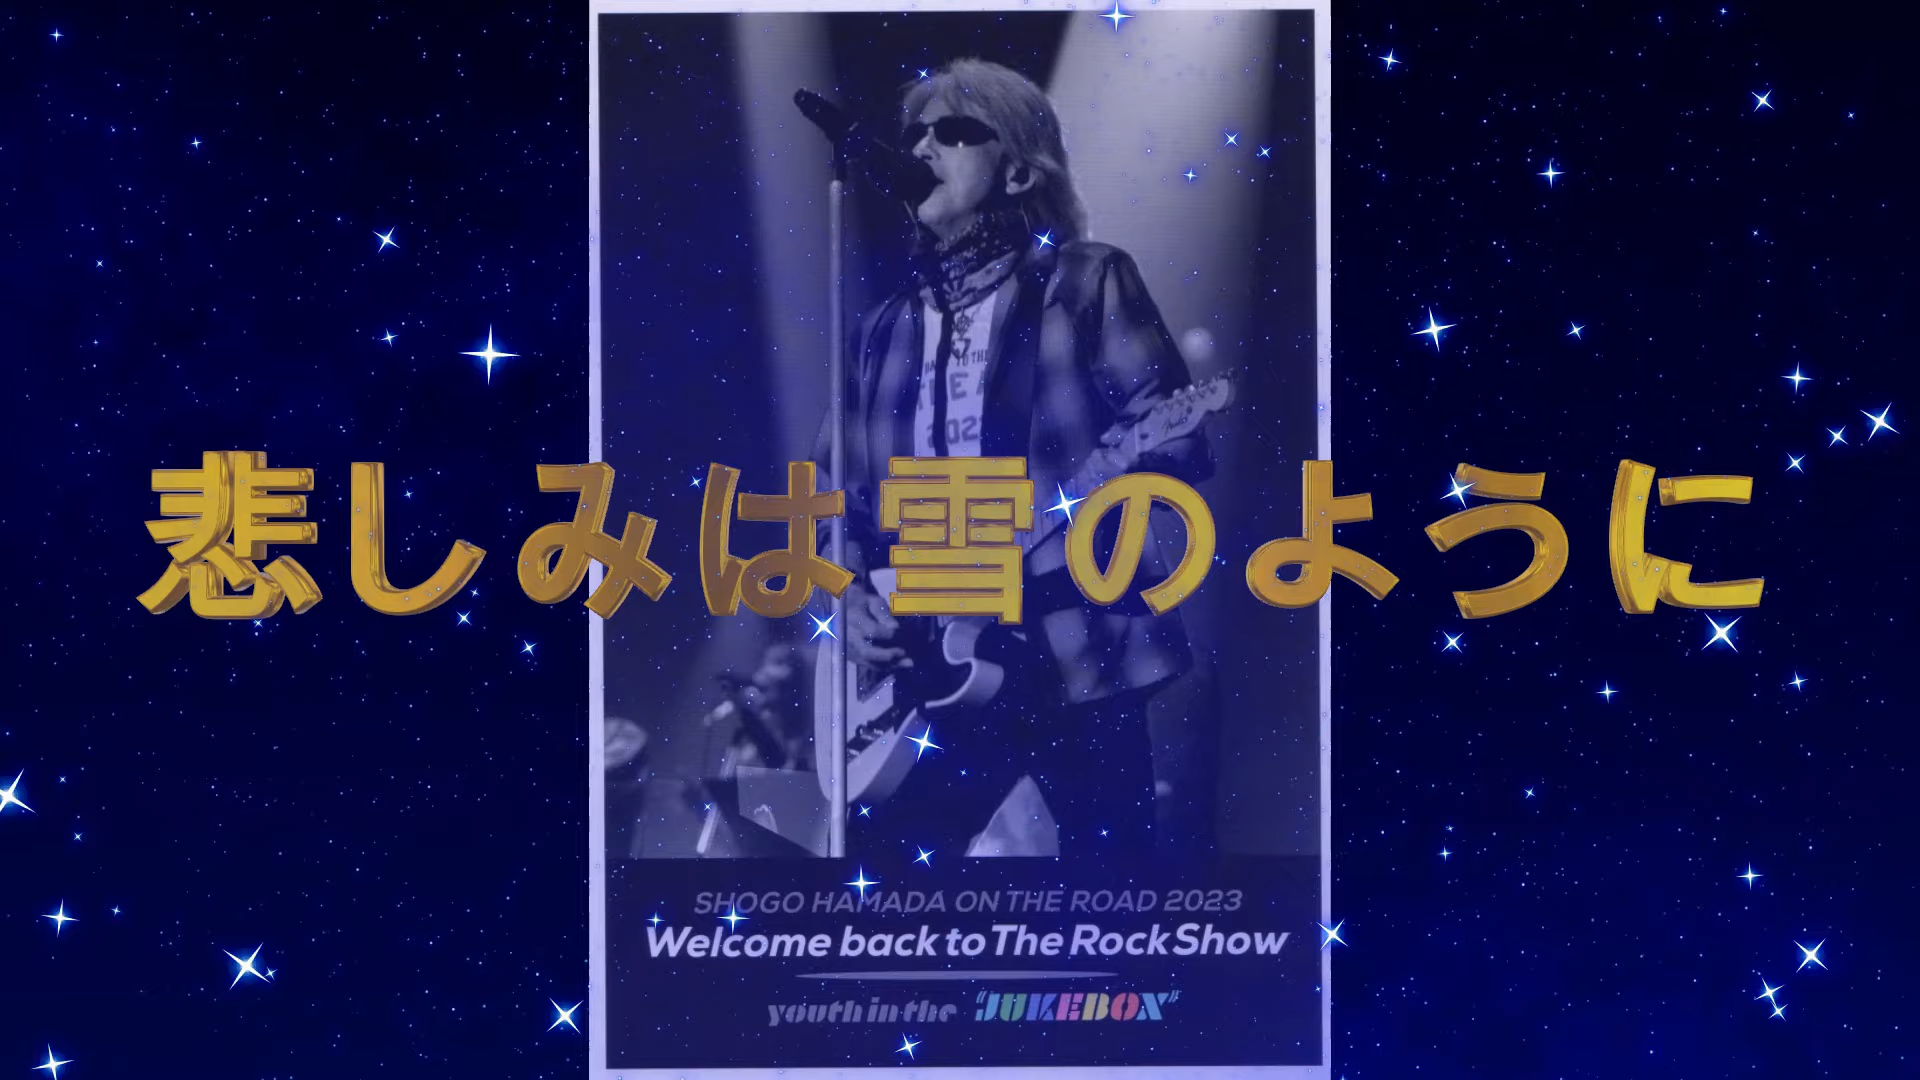 悲しみは雪のように
SHOGO HAMADA ON THE ROAD 2023
Welcome back to The Rock Show
youth in the "JUKEBOX"